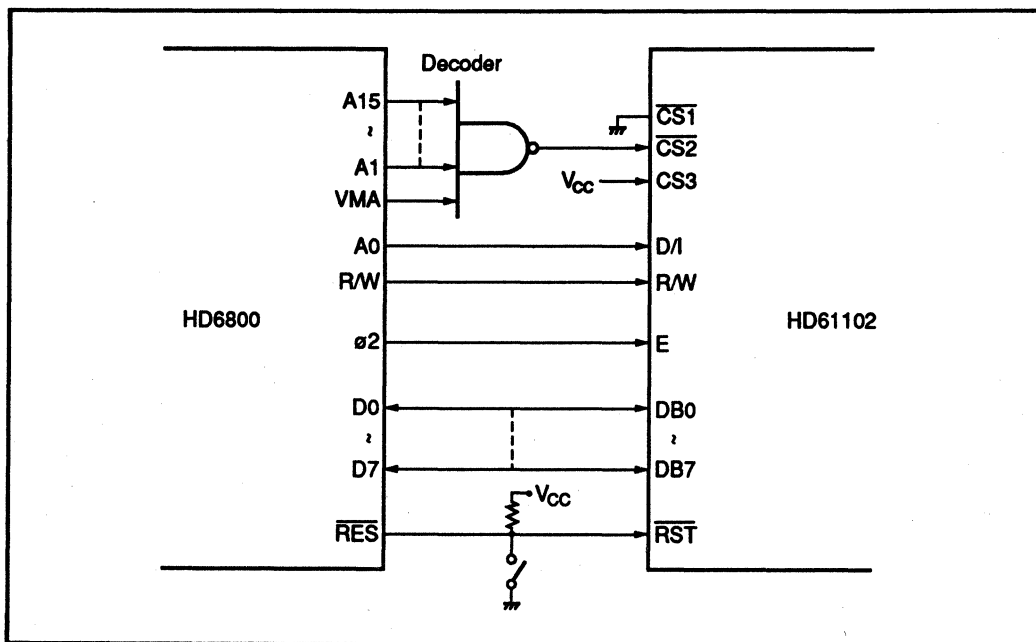 Decoder
A15
~
A1
VMA
A0
R/W
HD6800
ø2
D0
~
D7
RES
VCC
VCC
CS1
CS2
CS3
D/I
R/W
HD61102
E
DB0
~
DB7
RST